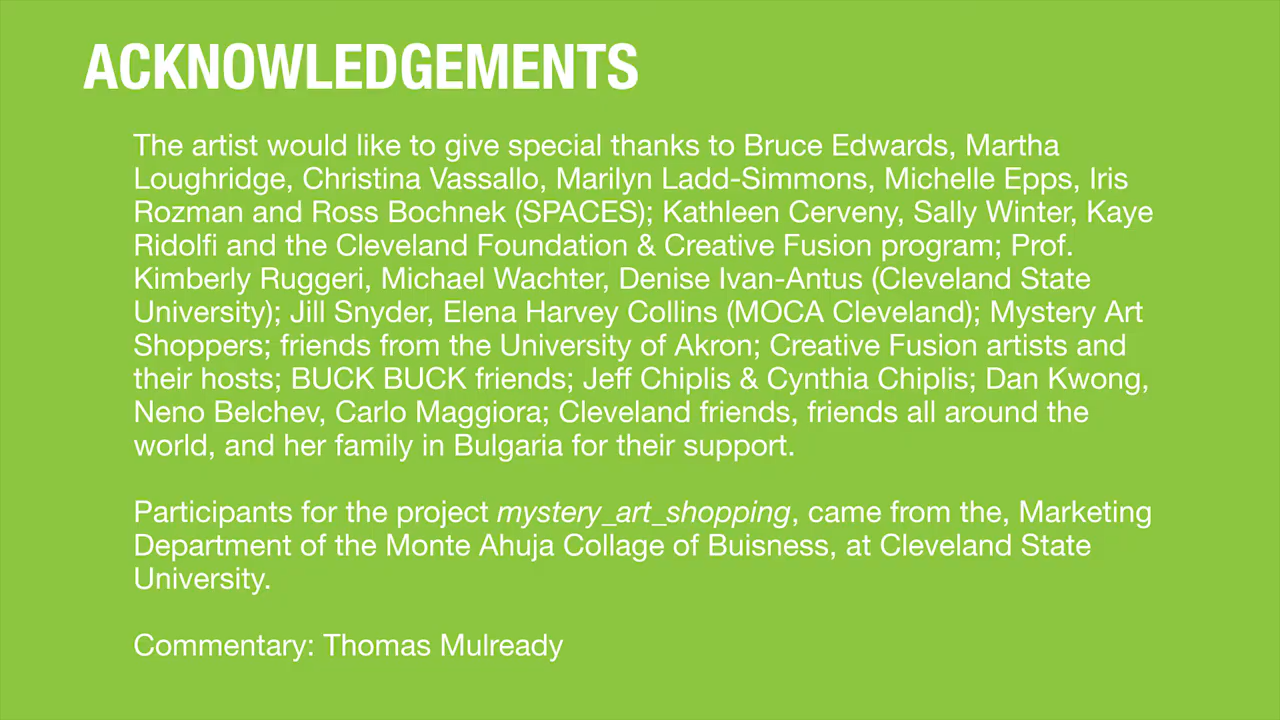 ACKNOWLEDGEMENTS
The artist would like to give special thanks to Bruce Edwards, Martha
Loughridge, Christina Vassallo, Marilyn Ladd-Simmons, Michelle Epps, Iris
Rozman and Ross Bochnek (SPACES); Kathleen Cerveny, Sally Winter, Kaye
Ridolfi and the Cleveland Foundation & Creative Fusion program; Prof.
Kimberly Ruggeri, Michael Wachter, Denise Ivan-Antus (Cleveland State
University); Jill Snyder, Elena Harvey Collins (MOCA Cleveland); Mystery Art
Shoppers; friends from the University of Akron; Creative Fusion artists and
their hosts; BUCK BUCK friends; Jeff Chiplis & Cynthia Chiplis; Dan Kwong,
Neno Belchev, Carlo Maggiora; Cleveland friends, friends all around the
world, and her family in Bulgaria for their support.
Participants for the project mystery_art_shopping, came from the, Marketing
Department of the Monte Ahuja Collage of Buisness, at Cleveland State
University.
Commentary: Thomas Mulready